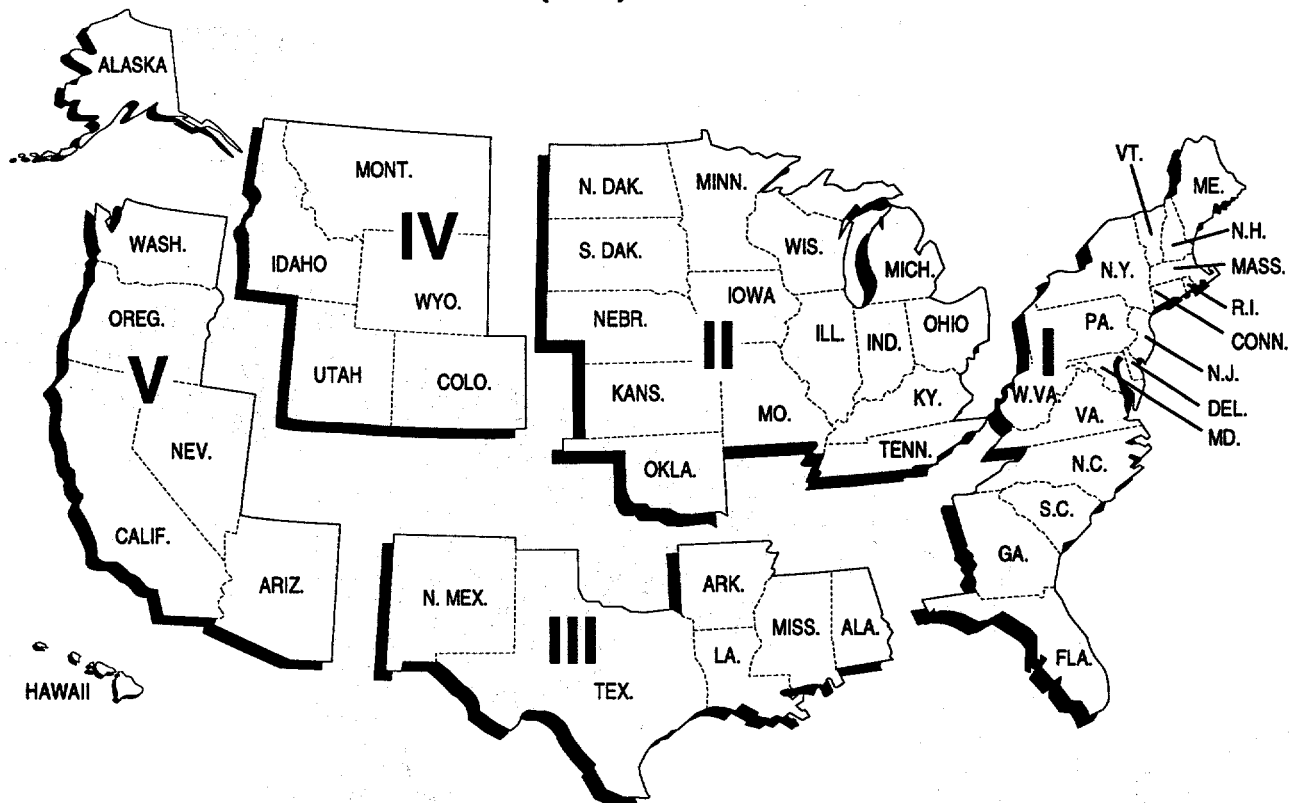 ALASKA
VT.
ME.
MONT.
N. DAK.
MINN.
WASH.
IV
N.H.
IDAHO
S. DAK.
WIS.
MICH.
N.Y.
MASS.
OREG.
WYO.
NEBR.
IOWA
R.I.
V
II
ILL.
IND.
OHIO
PA.
I
CONN.
UTAH
COLO.
KANS.
MO.
KY.
W.VA.
VA.
N.J.
DEL.
MD.
NEV.
OKLA.
TENN.
N.C.
S.C.
CALIF.
ARIZ.
N. MEX.
ARK.
GA.
III
MISS.
ALA.
LA.
FLA.
HAWAII
TEX.